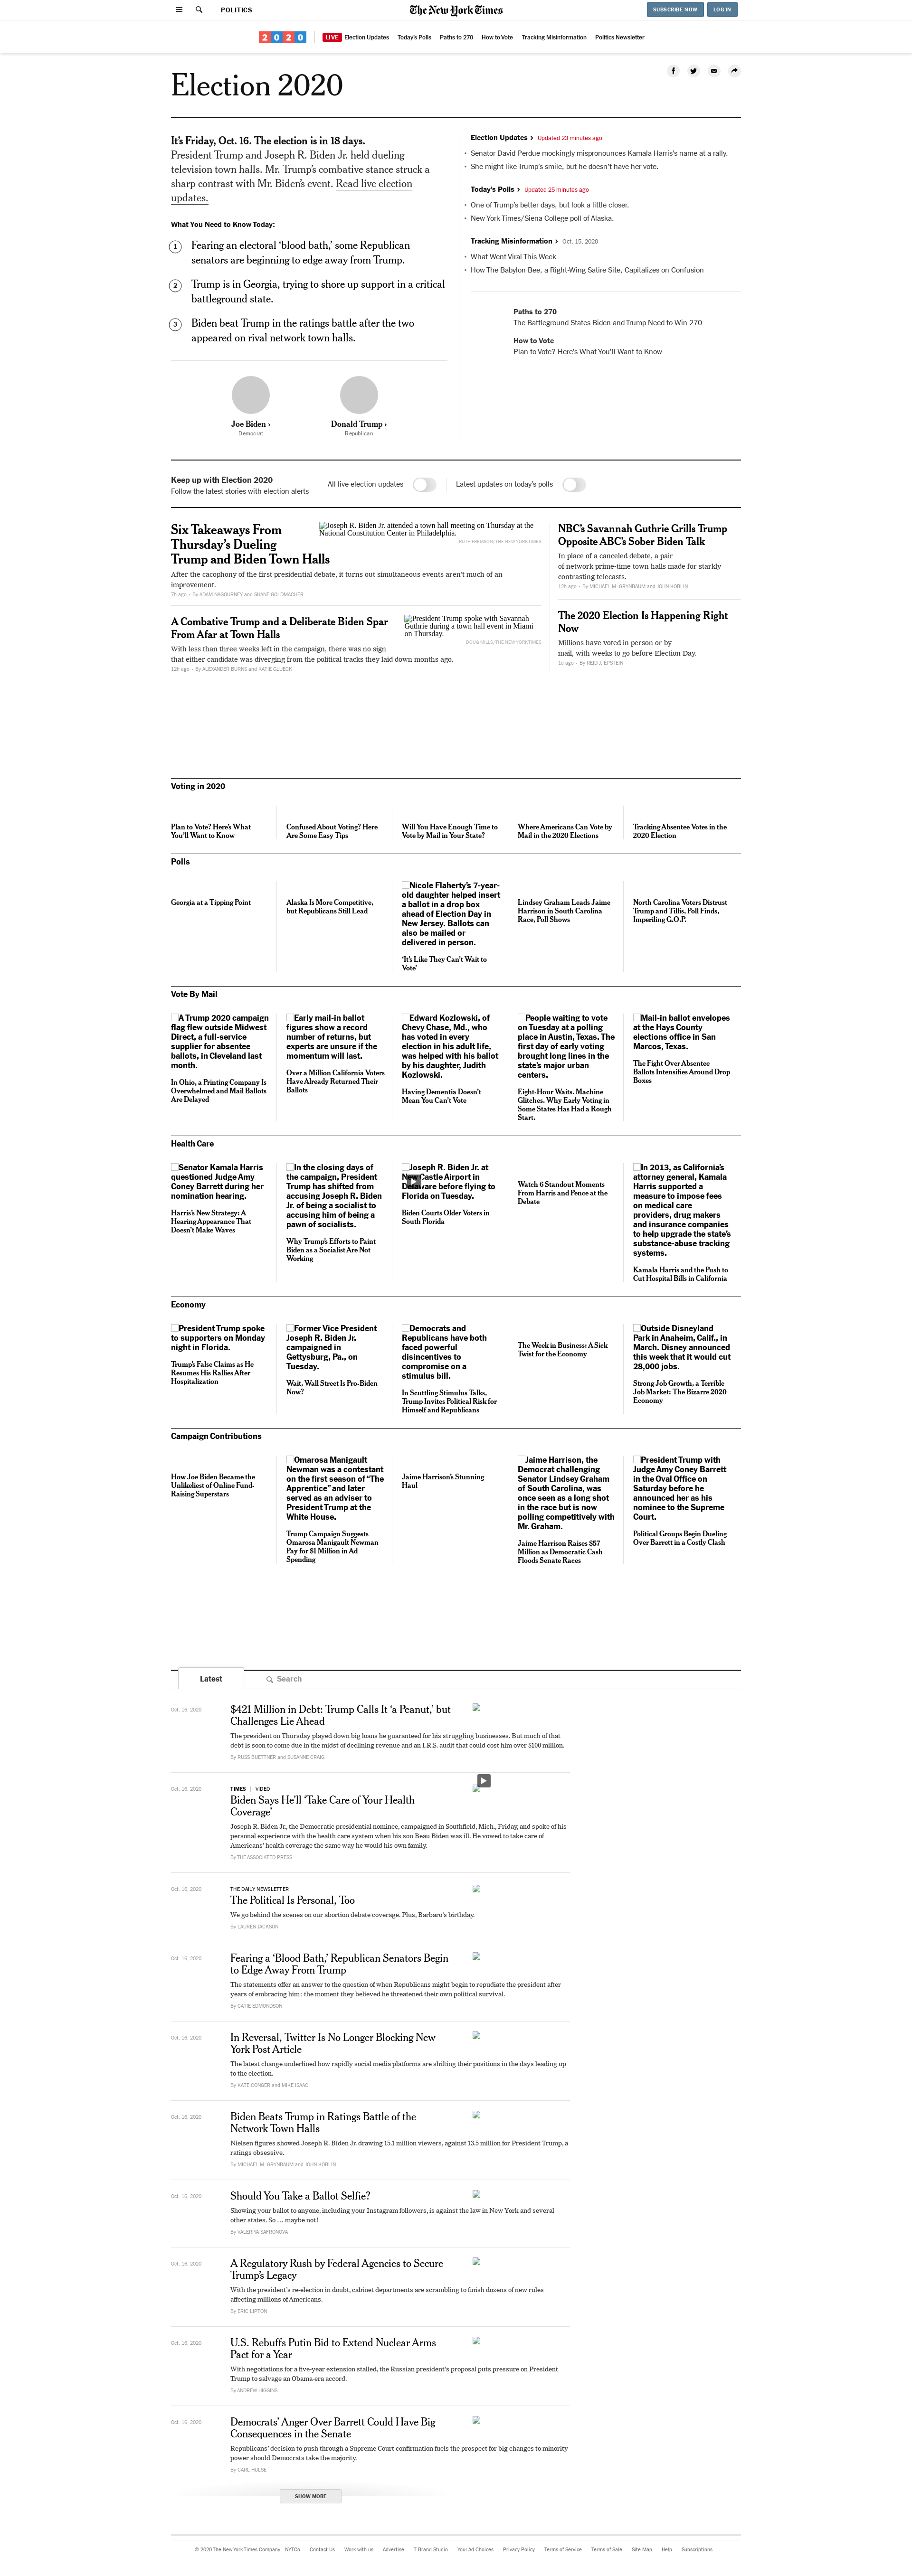 POLITICS
The New York Times
SUBSCRIBE NOW
LOG IN
2020
LIVE Election Updates
Today's Polls
Paths to 270
How to Vote
Tracking Misinformation
Politics Newsletter
Election 2020
It's Friday, Oct. 16. The election is in 18 days.
President Trump and Joseph R. Biden Jr. held dueling
television town halls. Mr. Trump's combative stance struck a
sharp contrast with Mr. Biden's event. Read live election
updates.
What You Need to Know Today:
1 Fearing an electoral 'blood bath,' some Republican
senators are beginning to edge away from Trump.
2 Trump is in Georgia, trying to shore up support in a critical
battleground state.
3 Biden beat Trump in the ratings battle after the two
appeared on rival network town halls.
Joe Biden ›
Democrat
Donald Trump ›
Republican
Election Updates › Updated 23 minutes ago
• Senator David Perdue mockingly mispronounces Kamala Harris's name at a rally.
• She might like Trump's smile, but he doesn't have her vote.
Today's Polls › Updated 25 minutes ago
• One of Trump's better days, but look a little closer.
• New York Times/Siena College poll of Alaska.
Tracking Misinformation › Oct. 15, 2020
• What Went Viral This Week
• How The Babylon Bee, a Right-Wing Satire Site, Capitalizes on Confusion
Paths to 270
The Battleground States Biden and Trump Need to Win 270
How to Vote
Plan to Vote? Here's What You'll Want to Know
Keep up with Election 2020
Follow the latest stories with election alerts
All live election updates
Latest updates on today's polls
Six Takeaways From
Thursday's Dueling
Trump and Biden Town Halls
Joseph R. Biden Jr. attended a town hall meeting on Thursday at the
National Constitution Center in Philadelphia.
RUTH FREMSON/THE NEW YORK TIMES
After the cacophony of the first presidential debate, it turns out simultaneous events aren't much of an
improvement.
7h ago • By ADAM NAGOURNEY and SHANE GOLDMACHER
A Combative Trump and a Deliberate Biden Spar
From Afar at Town Halls
President Trump spoke with Savannah
Guthrie during a town hall event in Miami
on Thursday.
DOUG MILLS/THE NEW YORK TIMES
With less than three weeks left in the campaign, there was no sign
that either candidate was diverging from the political tracks they laid down months ago.
12h ago • By ALEXANDER BURNS and KATIE GLUECK
NBC's Savannah Guthrie Grills Trump
Opposite ABC's Sober Biden Talk
In place of a canceled debate, a pair
of network prime-time town halls made for starkly
contrasting telecasts.
12h ago • By MICHAEL M. GRYNBAUM and JOHN KOBLIN
The 2020 Election Is Happening Right
Now
Millions have voted in person or by
mail, with weeks to go before Election Day.
1d ago • By REID J. EPSTEIN
Voting in 2020
Plan to Vote? Here's What
You'll Want to Know
Confused About Voting? Here
Are Some Easy Tips
Will You Have Enough Time to
Vote by Mail in Your State?
Where Americans Can Vote by
Mail in the 2020 Elections
Tracking Absentee Votes in the
2020 Election
Polls
Georgia at a Tipping Point
Alaska Is More Competitive,
but Republicans Still Lead
Nicole Flaherty's 7-year-
old daughter helped insert
a ballot in a drop box
ahead of Election Day in
New Jersey. Ballots can
also be mailed or
delivered in person.
'It's Like They Can't Wait to
Vote'
Lindsey Graham Leads Jaime
Harrison in South Carolina
Race, Poll Shows
North Carolina Voters Distrust
Trump and Tillis, Poll Finds,
Imperiling G.O.P.
Vote By Mail
A Trump 2020 campaign
flag flew outside Midwest
Direct, a full-service
supplier for absentee
ballots, in Cleveland last
month.
In Ohio, a Printing Company Is
Overwhelmed and Mail Ballots
Are Delayed
Early mail-in ballot
figures show a record
number of returns, but
experts are unsure if the
momentum will last.
Over a Million California Voters
Have Already Returned Their
Ballots
Edward Kozlowski, of
Chevy Chase, Md., who
has voted in every
election in his adult life,
was helped with his ballot
by his daughter, Judith
Kozlowski.
Having Dementia Doesn't
Mean You Can't Vote
People waiting to vote
on Tuesday at a polling
place in Austin, Texas. The
first day of early voting
brought long lines in the
state's major urban
centers.
Eight-Hour Waits. Machine
Glitches. Why Early Voting in
Some States Has Had a Rough
Start.
Mail-in ballot envelopes
at the Hays County
elections office in San
Marcos, Texas.
The Fight Over Absentee
Ballots Intensifies Around Drop
Boxes
Health Care
Senator Kamala Harris
questioned Judge Amy
Coney Barrett during her
nomination hearing.
Harris's New Strategy: A
Hearing Appearance That
Doesn't Make Waves
In the closing days of
the campaign, President
Trump has shifted from
accusing Joseph R. Biden
Jr. of being a socialist to
accusing him of being a
pawn of socialists.
Why Trump's Efforts to Paint
Biden as a Socialist Are Not
Working
Joseph R. Biden Jr. at
New Castle Airport in
Delaware before flying to
Florida on Tuesday.
Biden Courts Older Voters in
South Florida
Watch 6 Standout Moments
From Harris and Pence at the
Debate
In 2013, as California's
attorney general, Kamala
Harris supported a
measure to impose fees
on medical care
providers, drug makers
and insurance companies
to help upgrade the state's
substance-abuse tracking
systems.
Kamala Harris and the Push to
Cut Hospital Bills in California
Economy
President Trump spoke
to supporters on Monday
night in Florida.
Trump's False Claims as He
Resumes His Rallies After
Hospitalization
Former Vice President
Joseph R. Biden Jr.
campaigned in
Gettysburg, Pa., on
Tuesday.
Wait, Wall Street Is Pro-Biden
Now?
Democrats and
Republicans have both
faced powerful
disincentives to
compromise on a
stimulus bill.
In Scuttling Stimulus Talks,
Trump Invites Political Risk for
Himself and Republicans
The Week in Business: A Sick
Twist for the Economy
Outside Disneyland
Park in Anaheim, Calif., in
March. Disney announced
this week that it would cut
28,000 jobs.
Strong Job Growth, a Terrible
Job Market: The Bizarre 2020
Economy
Campaign Contributions
How Joe Biden Became the
Unlikeliest of Online Fund-
Raising Superstars
Omarosa Manigault
Newman was a contestant
on the first season of "The
Apprentice" and later
served as an adviser to
President Trump at the
White House.
Trump Campaign Suggests
Omarosa Manigault Newman
Pay for $1 Million in Ad
Spending
Jaime Harrison's Stunning
Haul
Jaime Harrison, the
Democrat challenging
Senator Lindsey Graham
of South Carolina, was
once seen as a long shot
in the race but is now
polling competitively with
Mr. Graham.
Jaime Harrison Raises $57
Million as Democratic Cash
Floods Senate Races
President Trump with
Judge Amy Coney Barrett
in the Oval Office on
Saturday before he
announced her as his
nominee to the Supreme
Court.
Political Groups Begin Dueling
Over Barrett in a Costly Clash
Latest
Search
Oct. 16, 2020
$421 Million in Debt: Trump Calls It 'a Peanut,' but
Challenges Lie Ahead
The president on Thursday played down big loans he guaranteed for his struggling businesses. But much of that
debt is soon to come due in the midst of declining revenue and an I.R.S. audit that could cost him over $100 million.
By RUSS BUETTNER and SUSANNE CRAIG
Oct. 16, 2020
TIMES | VIDEO
Biden Says He'll 'Take Care of Your Health
Coverage'
Joseph R. Biden Jr., the Democratic presidential nominee, campaigned in Southfield, Mich., Friday, and spoke of his
personal experience with the health care system when his son Beau Biden was ill. He vowed to take care of
Americans' health coverage the same way he would his own family.
By THE ASSOCIATED PRESS
Oct. 16, 2020
THE DAILY NEWSLETTER
The Political Is Personal, Too
We go behind the scenes on our abortion debate coverage. Plus, Barbaro's birthday.
By LAUREN JACKSON
Oct. 16, 2020
Fearing a 'Blood Bath,' Republican Senators Begin
to Edge Away From Trump
The statements offer an answer to the question of when Republicans might begin to repudiate the president after
years of embracing him: the moment they believed he threatened their own political survival.
By CATIE EDMONDSON
Oct. 16, 2020
In Reversal, Twitter Is No Longer Blocking New
York Post Article
The latest change underlined how rapidly social media platforms are shifting their positions in the days leading up
to the election.
By KATE CONGER and MIKE ISAAC
Oct. 16, 2020
Biden Beats Trump in Ratings Battle of the
Network Town Halls
Nielsen figures showed Joseph R. Biden Jr. drawing 15.1 million viewers, against 13.5 million for President Trump, a
ratings obsessive.
By MICHAEL M. GRYNBAUM and JOHN KOBLIN
Oct. 16, 2020
Should You Take a Ballot Selfie?
Showing your ballot to anyone, including your Instagram followers, is against the law in New York and several
other states. So … maybe not!
By VALERIYA SAFRONOVA
Oct. 16, 2020
A Regulatory Rush by Federal Agencies to Secure
Trump's Legacy
With the president's re-election in doubt, cabinet departments are scrambling to finish dozens of new rules
affecting millions of Americans.
By ERIC LIPTON
Oct. 16, 2020
U.S. Rebuffs Putin Bid to Extend Nuclear Arms
Pact for a Year
With negotiations for a five-year extension stalled, the Russian president's proposal puts pressure on President
Trump to salvage an Obama-era accord.
By ANDREW HIGGINS
Oct. 16, 2020
Democrats' Anger Over Barrett Could Have Big
Consequences in the Senate
Republicans' decision to push through a Supreme Court confirmation fuels the prospect for big changes to minority
power should Democrats take the majority.
By CARL HULSE
SHOW MORE
© 2020 The New York Times Company
NYTCo
Contact Us
Work with us
Advertise
T Brand Studio
Your Ad Choices
Privacy Policy
Terms of Service
Terms of Sale
Site Map
Help
Subscriptions